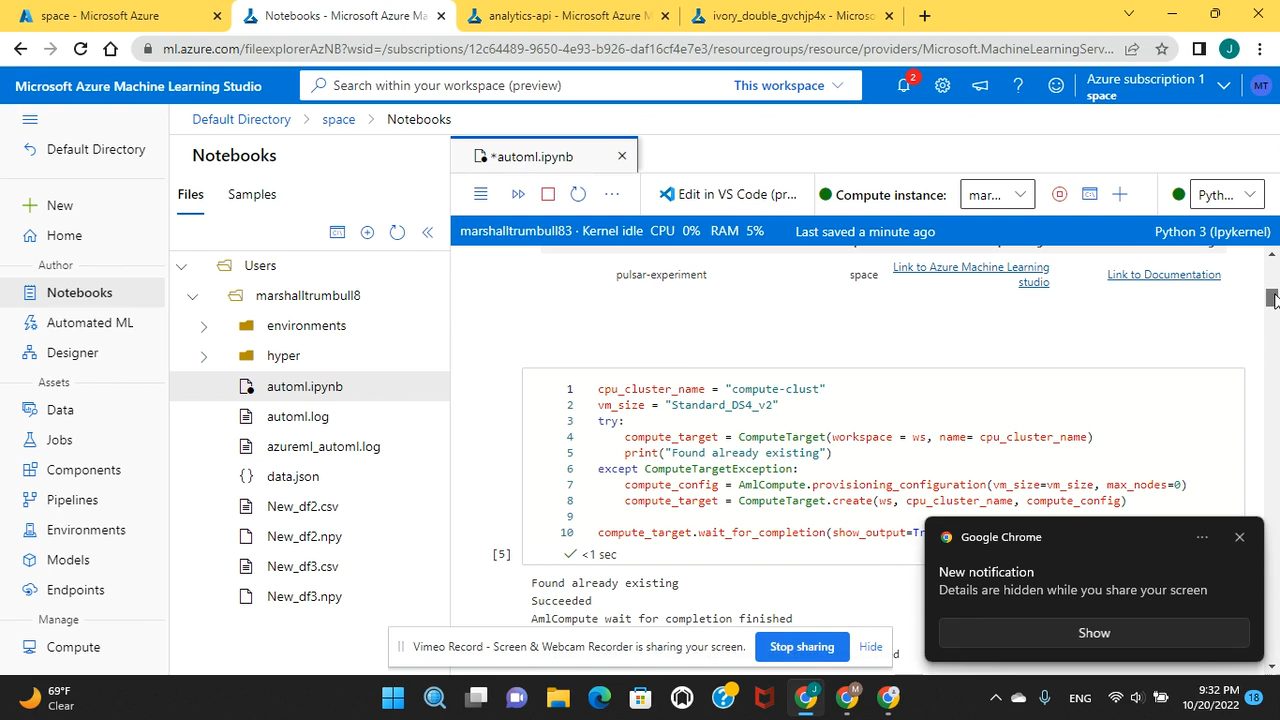 space - Microsoft Azure
Notebooks - Microsoft Azure Ma
analytics-api - Microsoft Azure M
ivory_double_gvchjp4x - Microso
ml.azure.com/fileexplorerAzNB?wsid=/subscriptions/12c64489-9650-4e93-b926-daf16cf4e7e3/resourcegroups/resource/providers/Microsoft.MachineLearningServ...
J
Microsoft Azure Machine Learning Studio
Search within your workspace (preview)
This workspace
2
Azure subscription 1
space
MT
Default Directory
Default Directory > space > Notebooks
New
Home
Author
Notebooks
Automated ML
Designer
Assets
Data
Jobs
Components
Pipelines
Environments
Models
Endpoints
Manage
Compute
Notebooks
Files
Samples
Users
marshalltrumbull8
environments
hyper
automl.ipynb
automl.log
azureml_automl.log
data.json
New_df2.csv
New_df2.npy
New_df3.csv
New_df3.npy
*automl.ipynb
Edit in VS Code (pr...
Compute instance:
mar...
Pyth...
marshalltrumbull83 · Kernel idle CPU 0% RAM 5%
Last saved a minute ago
Python 3 (Ipykernel)
pulsar-experiment
space
Link to Azure Machine Learning
studio
Link to Documentation
1 cpu_cluster_name = "compute-clust"
2 vm_size = "Standard_DS4_v2"
3 try:
4 compute_target = ComputeTarget(workspace = ws, name= cpu_cluster_name)
5 print("Found already existing")
6 except ComputeTargetException:
7 compute_config = AmlCompute.provisioning_configuration(vm_size=vm_size, max_nodes=0)
8 compute_target = ComputeTarget.create(ws, cpu_cluster_name, compute_config)
9
10 compute_target.wait_for_completion(show_output=Tr
[5]
<1 sec
Found already existing
Succeeded
AmlCompute wait for completion finished
d
Google Chrome
New notification
Details are hidden while you share your screen
Show
Vimeo Record - Screen & Webcam Recorder is sharing your screen.
Stop sharing
Hide
69°F
Clear
J
M
ENG
9:32 PM
10/20/2022
18